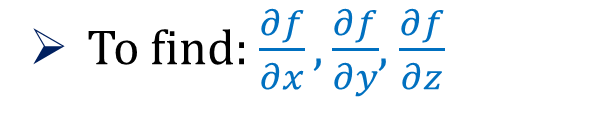 ➤ To find: ∂f/∂x, ∂f/∂y, ∂f/∂z